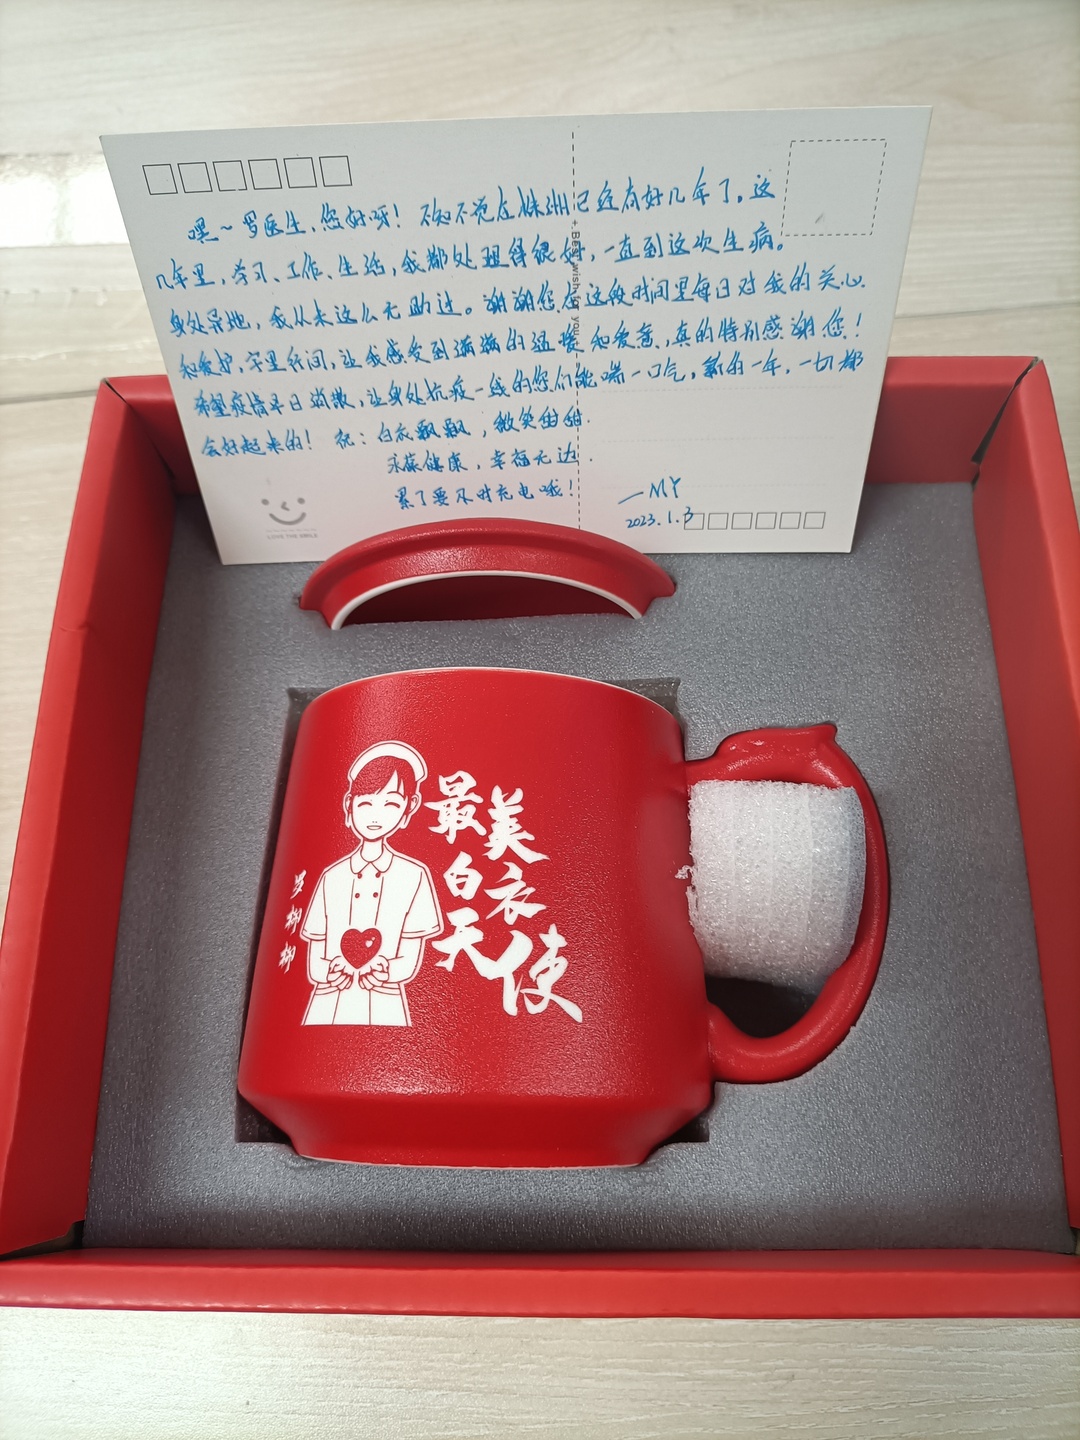 嘿~罗医生，您好呀！不知不觉在株洲已经有好几年了。这
几年里，学习、工作、生活，我都处理得很好，一直到这次生病。
身处异地，我从未这么无助过。谢谢您在这段时间里每日对我的关心
和爱护，字里行间，让我感受到满满的温暖和爱意，真的特别感谢您！
希望疫情早日消散，让身处抗疫一线的您们能喘一口气，新的一年，一切都
会好起来的！祝：白衣飘飘，微笑甜甜.
永葆健康，幸福无边.
累了要及时充电哦！
—MY
2023.1.3
Best wish for you
LOVE THE SMILE
最美
白衣
天使
罗